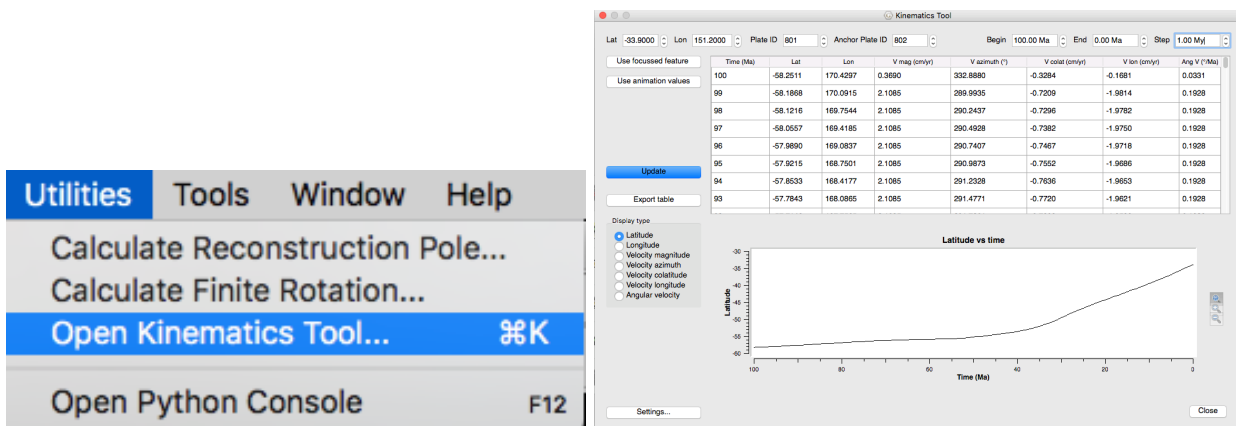 Utilities Tools Window Help
Calculate Reconstruction Pole...
Calculate Finite Rotation...
Open Kinematics Tool... ⌘K
Open Python Console F12
Kinematics Tool
Lat -33.9000 Lon 151.2000 Plate ID 801 Anchor Plate ID 802 Begin 100.00 Ma End 0.00 Ma Step 1.00 My
Use focussed feature
Use animation values
Update
Export table
Time (Ma) Lat Lon V mag (cm/yr) V azimuth (°) V colat (cm/yr) V lon (cm/yr) Ang V (°/Ma)
100 -58.2511 170.4297 0.3690 332.8880 -0.3284 -0.1681 0.0331
99 -58.1868 170.0915 2.1085 289.9935 -0.7209 -1.9814 0.1928
98 -58.1216 169.7544 2.1085 290.2437 -0.7296 -1.9782 0.1928
97 -58.0557 169.4185 2.1085 290.4928 -0.7382 -1.9750 0.1928
96 -57.9890 169.0837 2.1085 290.7407 -0.7467 -1.9718 0.1928
95 -57.9215 168.7501 2.1085 290.9873 -0.7552 -1.9686 0.1928
94 -57.8533 168.4177 2.1085 291.2328 -0.7636 -1.9653 0.1928
93 -57.7843 168.0865 2.1085 291.4771 -0.7720 -1.9621 0.1928
Display type
Latitude
Longitude
Velocity magnitude
Velocity azimuth
Velocity colatitude
Velocity longitude
Angular velocity
Latitude vs time
Latitude
-30
-35
-40
-45
-50
-55
-60
100 80 60 40 20 0
Time (Ma)
Settings...
Close